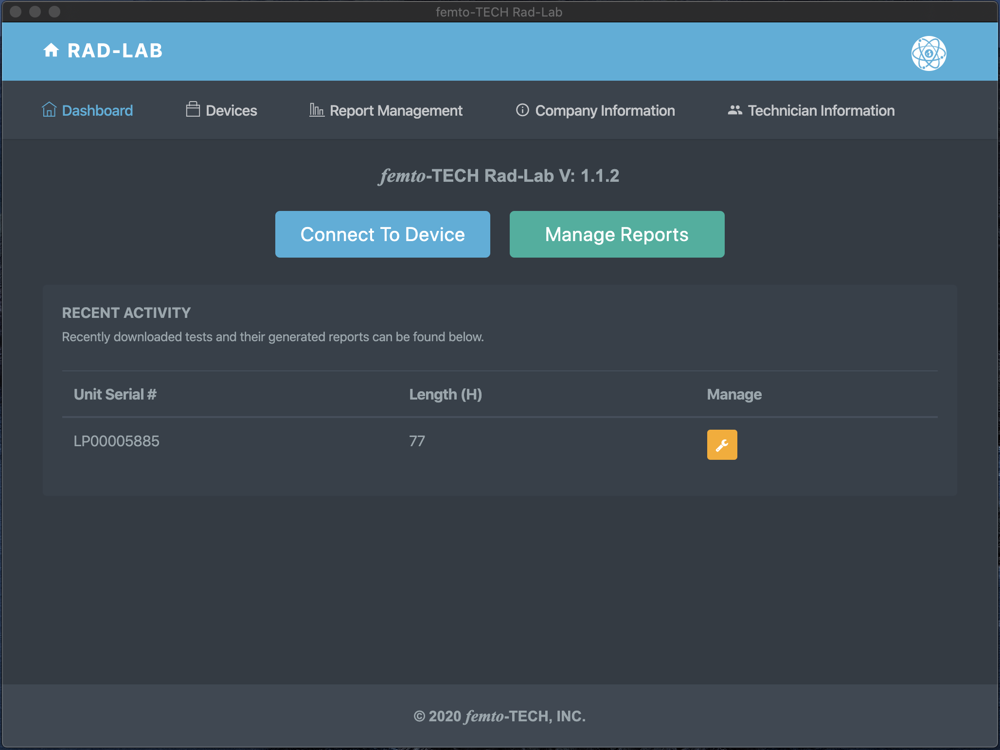 femto-TECH Rad-Lab
RAD-LAB
Dashboard
Devices
Report Management
Company Information
Technician Information
femto-TECH Rad-Lab V: 1.1.2
Connect To Device
Manage Reports
RECENT ACTIVITY
Recently downloaded tests and their generated reports can be found below.
Unit Serial # Length (H) Manage
LP00005885 77
© 2020 femto-TECH, INC.